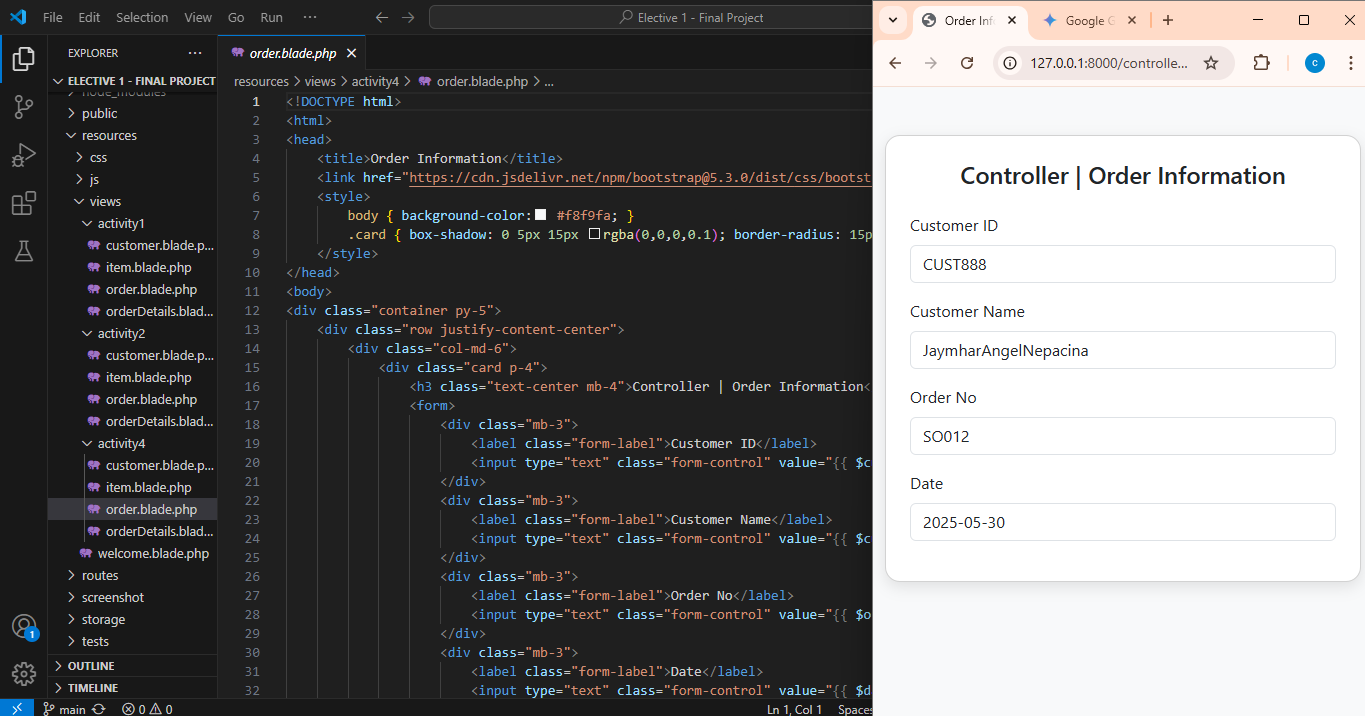 File Edit Selection View Go Run ···
Elective 1 - Final Project
EXPLORER ···
ELECTIVE 1 - FINAL PROJECT
node_modules
public
resources
css
js
views
activity1
customer.blade.p...
item.blade.php
order.blade.php
orderDetails.blad...
activity2
customer.blade.p...
item.blade.php
order.blade.php
orderDetails.blad...
activity4
customer.blade.p...
item.blade.php
order.blade.php
orderDetails.blad...
welcome.blade.php
routes
screenshot
storage
tests
OUTLINE
TIMELINE
1
order.blade.php
resources > views > activity4 > order.blade.php > ...
1 <!DOCTYPE html>
2 <html>
3 <head>
4 <title>Order Information</title>
5 <link href="https://cdn.jsdelivr.net/npm/bootstrap@5.3.0/dist/css/bootst
6 <style>
7 body { background-color: #f8f9fa; }
8 .card { box-shadow: 0 5px 15px rgba(0,0,0,0.1); border-radius: 15p
9 </style>
10 </head>
11 <body>
12 <div class="container py-5">
13 <div class="row justify-content-center">
14 <div class="col-md-6">
15 <div class="card p-4">
16 <h3 class="text-center mb-4">Controller | Order Information<
17 <form>
18 <div class="mb-3">
19 <label class="form-label">Customer ID</label>
20 <input type="text" class="form-control" value="{{ $c
21 </div>
22 <div class="mb-3">
23 <label class="form-label">Customer Name</label>
24 <input type="text" class="form-control" value="{{ $c
25 </div>
26 <div class="mb-3">
27 <label class="form-label">Order No</label>
28 <input type="text" class="form-control" value="{{ $o
29 </div>
30 <div class="mb-3">
31 <label class="form-label">Date</label>
32 <input type="text" class="form-control" value="{{ $d
main 0 0 Ln 1, Col 1 Spaces
Order Inf Google G
127.0.0.1:8000/controlle... c
Controller | Order Information
Customer ID
CUST888
Customer Name
JaymharAngelNepacina
Order No
SO012
Date
2025-05-30